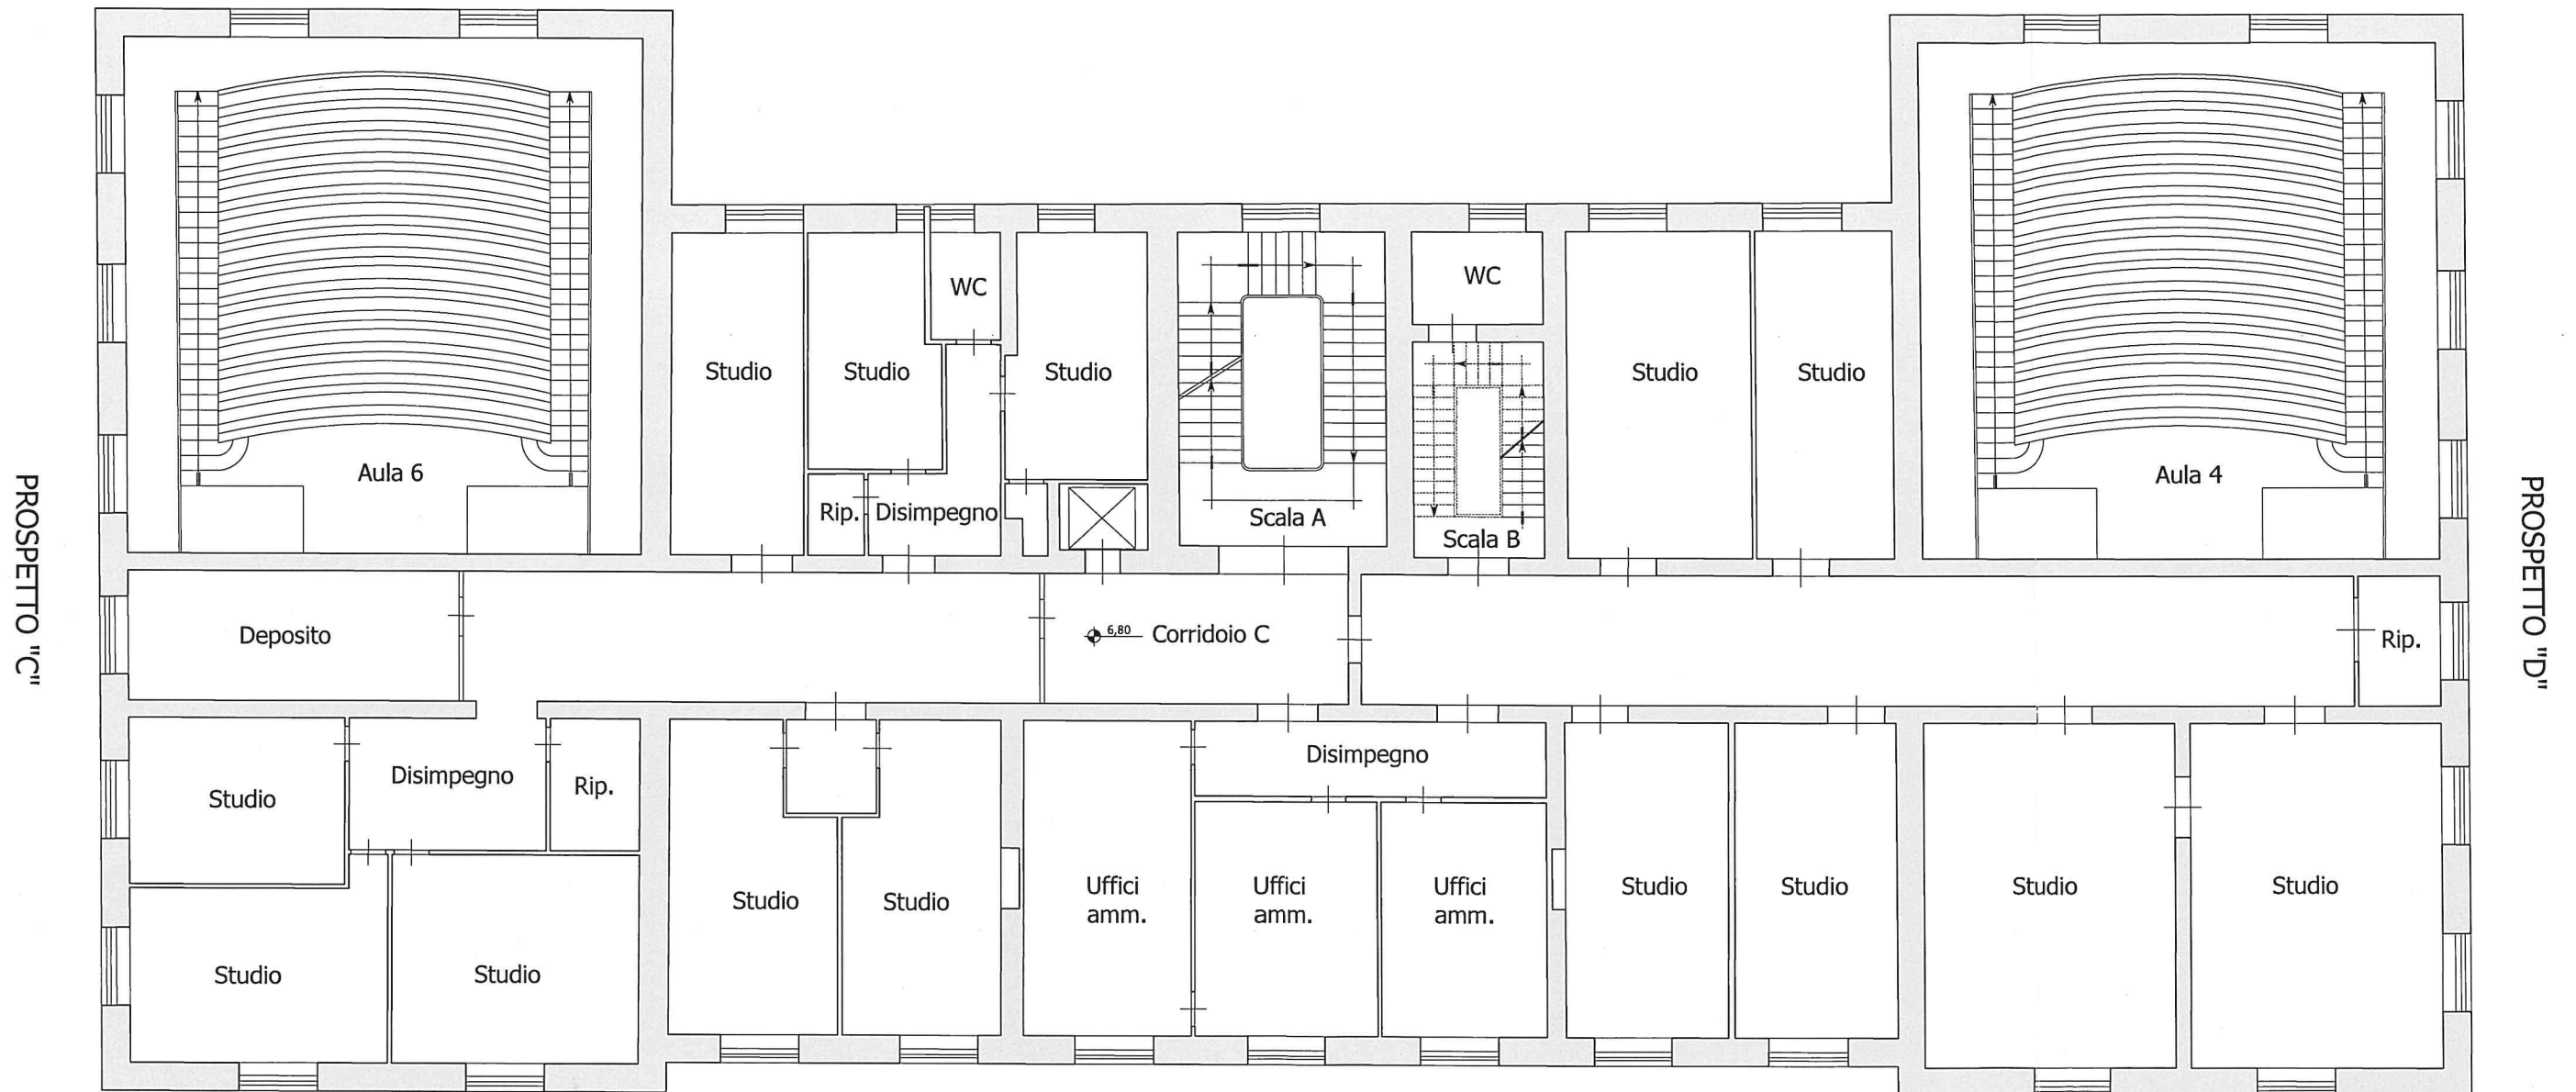 WC
WC
Studio
Studio
Studio
Studio
Studio
Aula 6
Aula 4
PROSPETTO "C"
PROSPETTO "D"
Rip.
Disimpegno
Scala A
Scala B
Deposito
6,80
Corridoio C
Rip.
Disimpegno
Disimpegno
Rip.
Studio
Uffici
amm.
Uffici
amm.
Uffici
amm.
Studio
Studio
Studio
Studio
Studio
Studio
Studio
Studio